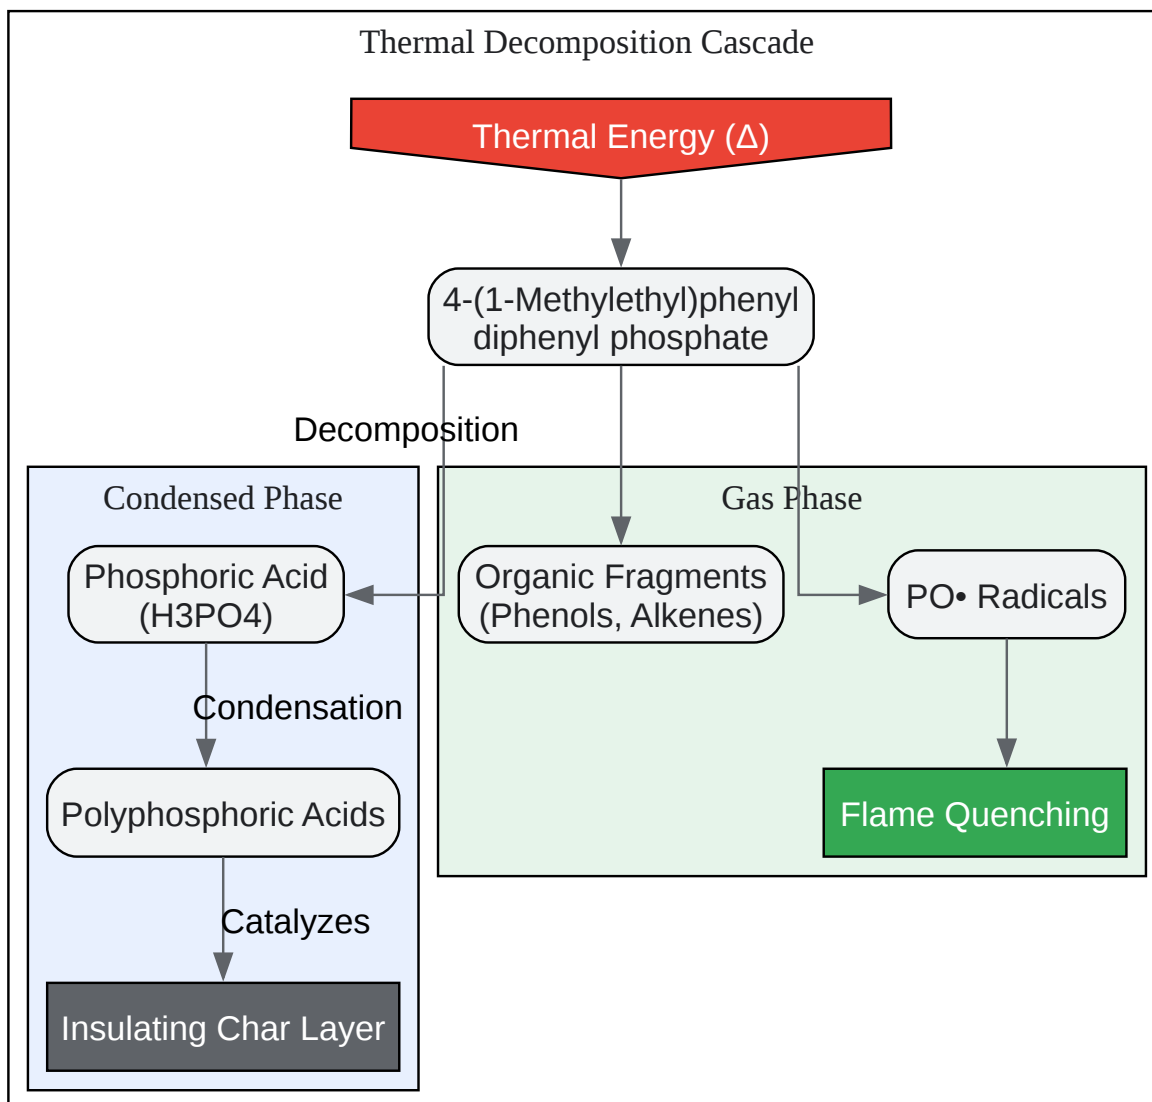 Thermal Decomposition Cascade
Thermal Energy (Δ)
4-(1-Methylethyl)phenyl
diphenyl phosphate
Decomposition
Condensed Phase
Gas Phase
Phosphoric Acid
(H3PO4)
Organic Fragments
(Phenols, Alkenes)
PO• Radicals
Condensation
Polyphosphoric Acids
Flame Quenching
Catalyzes
Insulating Char Layer